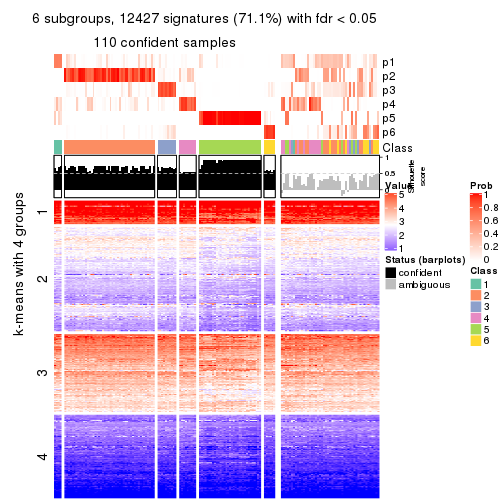 6 subgroups, 12427 signatures (71.1%) with fdr < 0.05
110 confident samples
p1
p2
p3
p4
p5
p6
Class
1
0.5
0
Silhouette
score
k-means with 4 groups
1
2
3
4
Value
5
4
3
2
1
Status (barplots)
confident
ambiguous
Prob
1
0.8
0.6
0.4
0.2
0
Class
1
2
3
4
5
6